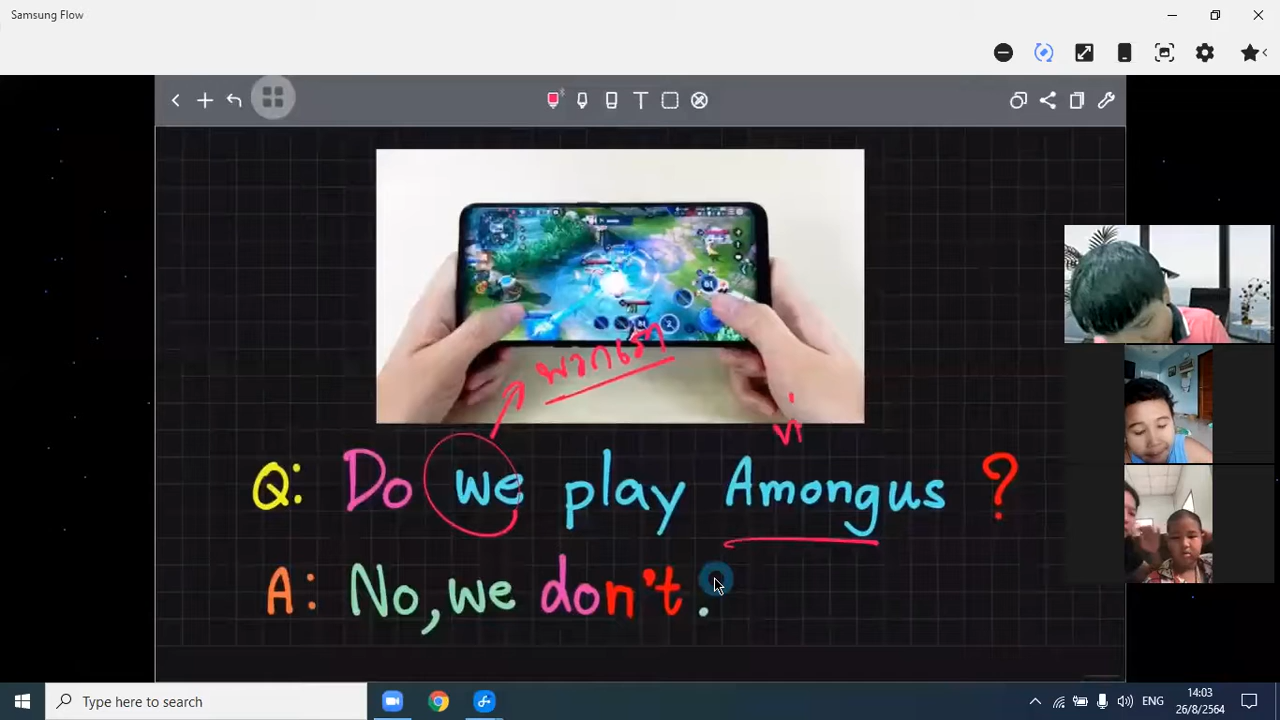 Samsung Flow
พวกเรา
Q: Do we play Amongus ?
A: No, we don't .
Type here to search
ENG
14:03
26/8/2564